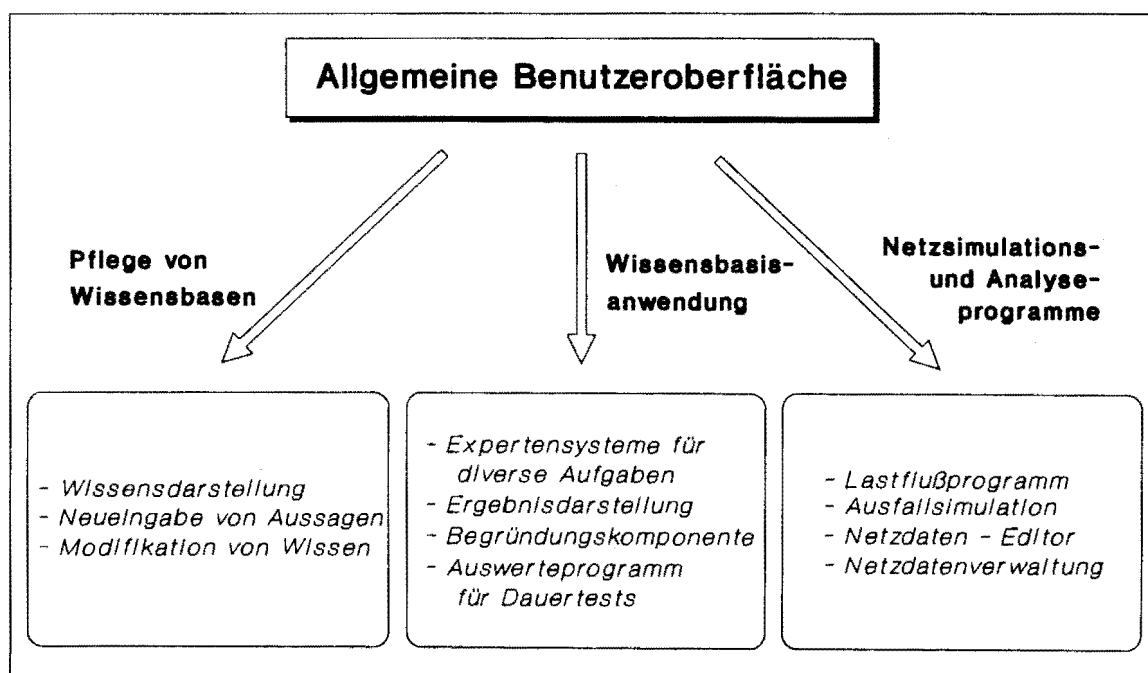 Allgemeine Benutzeroberfläche
Pflege von
Wissensbasen
Wissensbasis-
anwendung
Netzsimulations-
und Analyse-
programme
- Wissensdarstellung
- Neueingabe von Aussagen
- Modifikation von Wissen
- Expertensysteme für
diverse Aufgaben
- Ergebnisdarstellung
- Begründungskomponente
- Auswerteprogramm
für Dauertests
- Lastflußprogramm
- Ausfallsimulation
- Netzdaten - Editor
- Netzdatenverwaltung